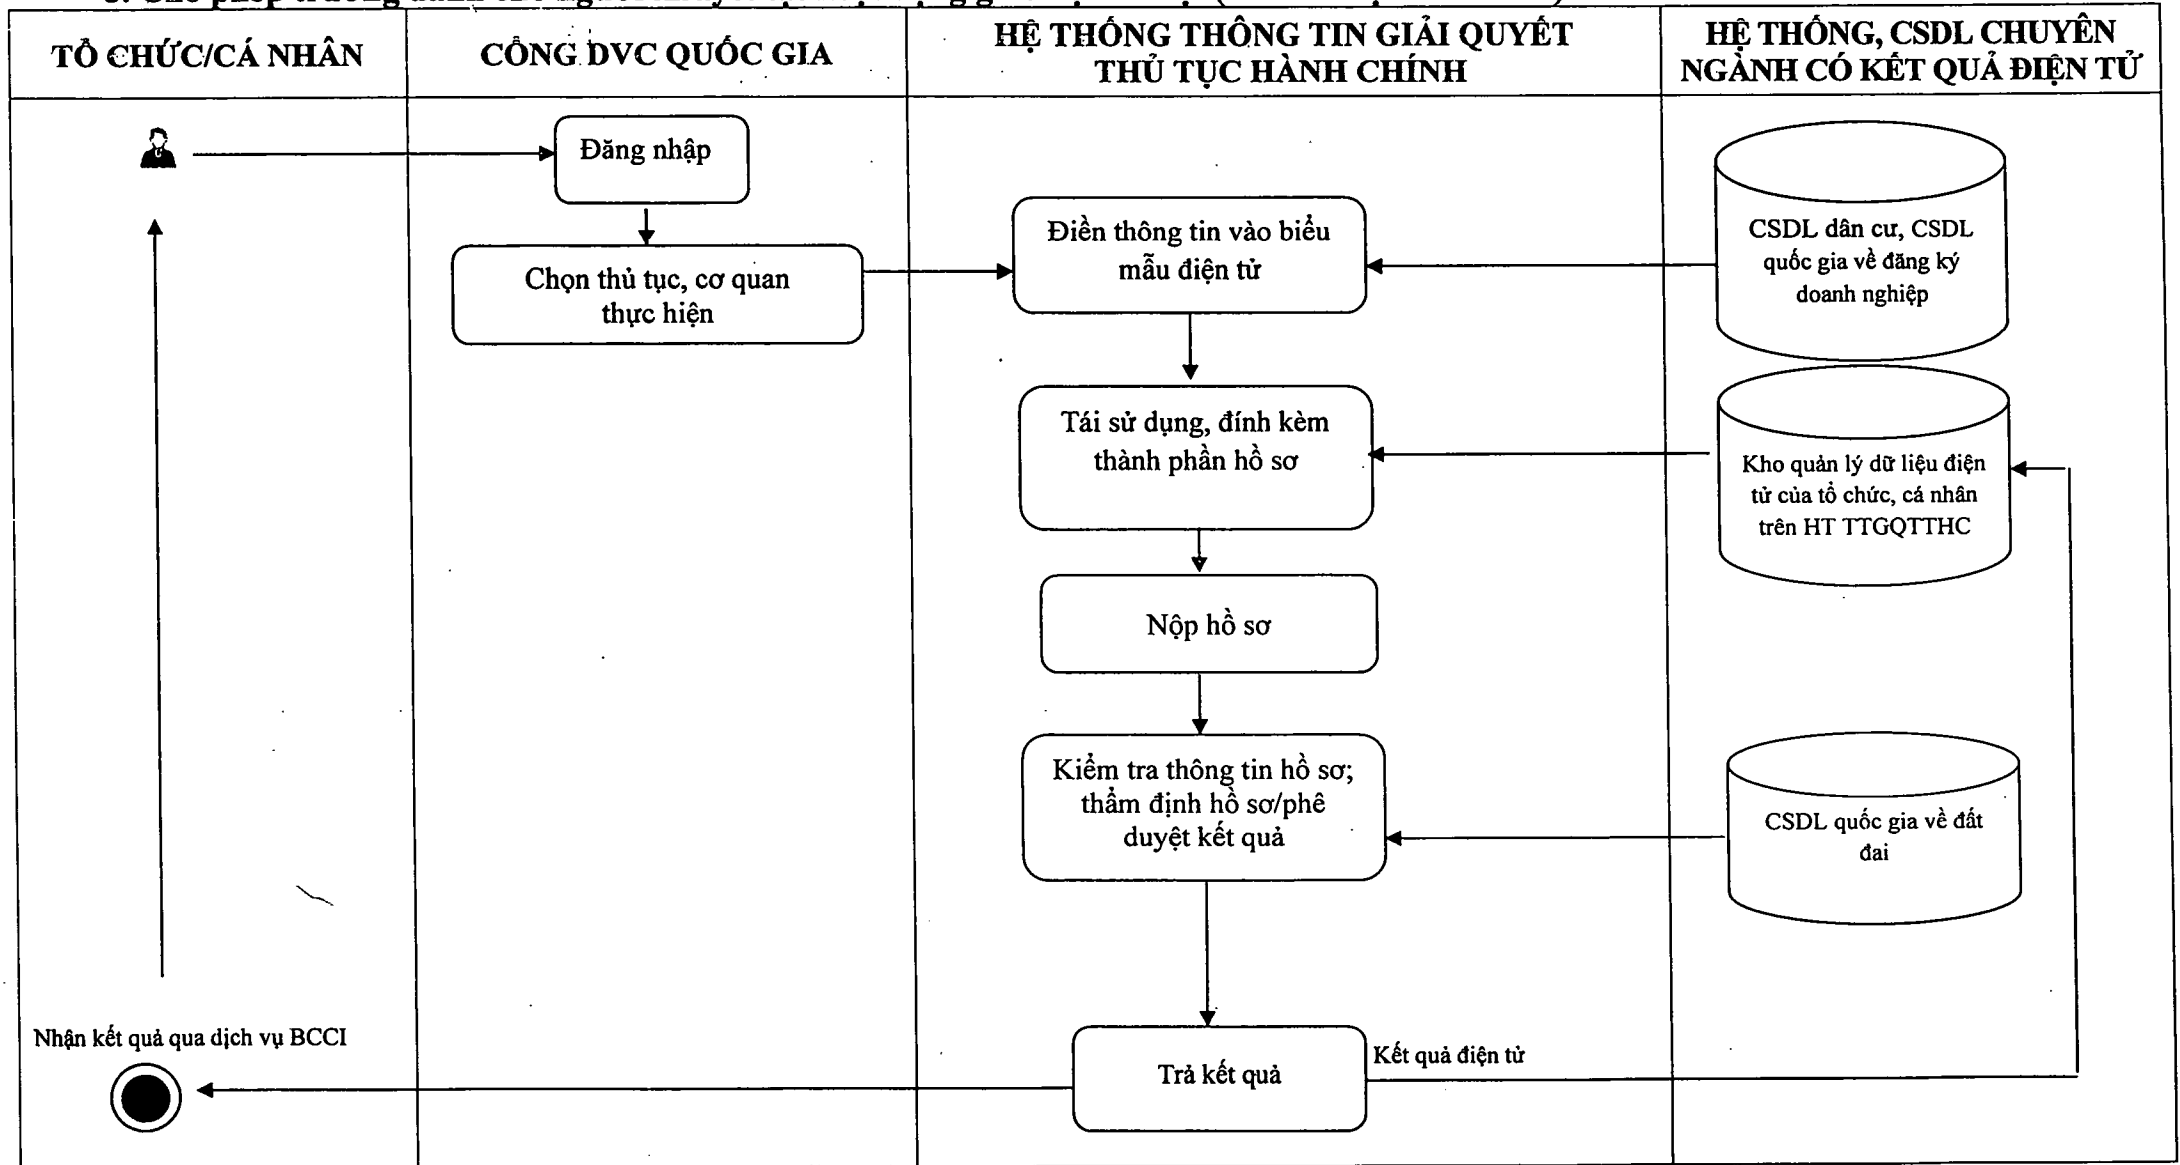 TỔ CHỨC/CÁ NHÂN
CỔNG DVC QUỐC GIA
HỆ THỐNG THÔNG TIN GIẢI QUYẾT
THỦ TỤC HÀNH CHÍNH
HỆ THỐNG, CSDL CHUYÊN
NGÀNH CÓ KẾT QUẢ ĐIỆN TỬ
Đăng nhập
Chọn thủ tục, cơ quan
thực hiện
Điền thông tin vào biểu
mẫu điện tử
CSDL dân cư, CSDL
quốc gia về đăng ký
doanh nghiệp
Tái sử dụng, đính kèm
thành phần hồ sơ
Kho quản lý dữ liệu điện
tử của tổ chức, cá nhân
trên HT TTGQTTHC
Nộp hồ sơ
Kiểm tra thông tin hồ sơ;
thẩm định hồ sơ/phê
duyệt kết quả
CSDL quốc gia về đất
đai
Nhận kết quả qua dịch vụ BCCI
Trả kết quả
Kết quả điện tử